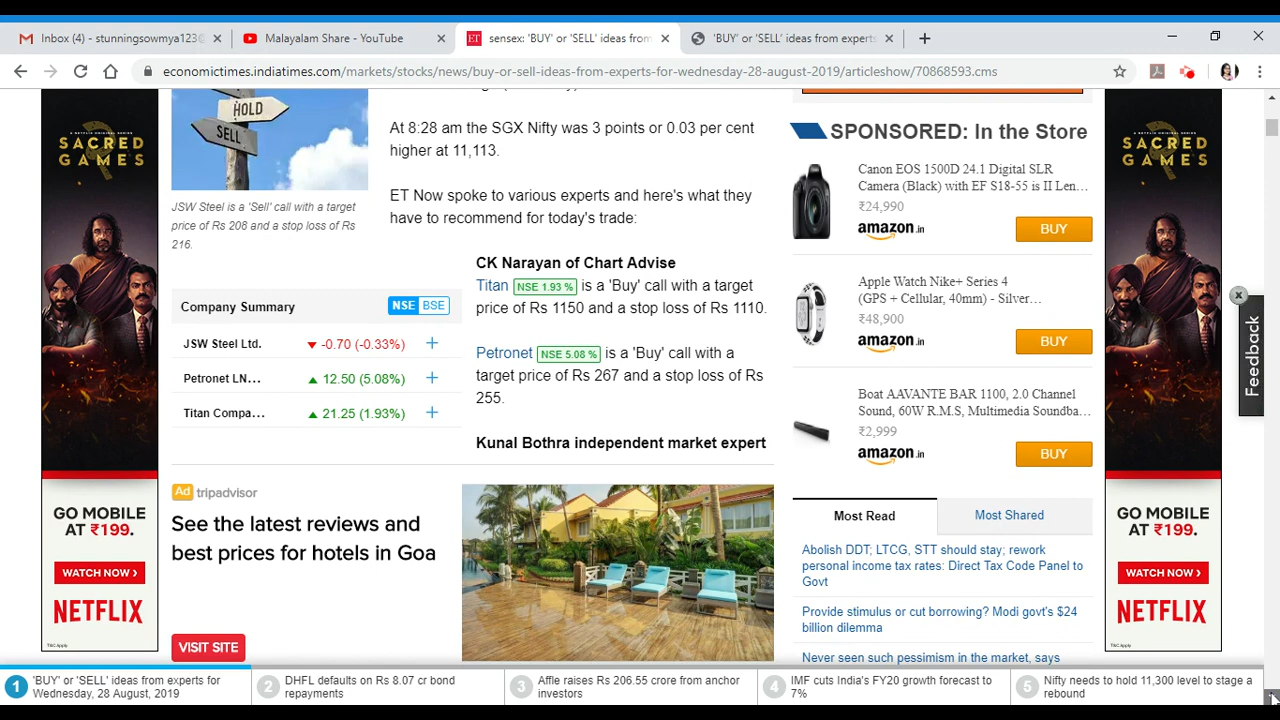 Inbox (4) - stunningsowmya123@
Malayalam Share - YouTube
ET sensex: 'BUY' or 'SELL' ideas from
'BUY' or 'SELL' ideas from experts
economictimes.indiatimes.com/markets/stocks/news/buy-or-sell-ideas-from-experts-for-wednesday-28-august-2019/articleshow/70868593.cms
SACRED
GAMES
GO MOBILE
AT ₹199.
WATCH NOW ›
NETFLIX
T&C Apply
HOLD
SELL
JSW Steel is a 'Sell' call with a target
price of Rs 208 and a stop loss of Rs
216.
Company Summary
NSE BSE
JSW Steel Ltd. ▼ -0.70 (-0.33%) +
Petronet LN... ▲ 12.50 (5.08%) +
Titan Compa... ▲ 21.25 (1.93%) +
At 8:28 am the SGX Nifty was 3 points or 0.03 per cent
higher at 11,113.
ET Now spoke to various experts and here's what they
have to recommend for today's trade:
CK Narayan of Chart Advise
Titan NSE 1.93 % is a 'Buy' call with a target
price of Rs 1150 and a stop loss of Rs 1110.
Petronet NSE 5.08 % is a 'Buy' call with a
target price of Rs 267 and a stop loss of Rs
255.
Kunal Bothra independent market expert
Ad tripadvisor
See the latest reviews and
best prices for hotels in Goa
VISIT SITE
SPONSORED: In the Store
Canon EOS 1500D 24.1 Digital SLR
Camera (Black) with EF S18-55 is II Len...
₹24,990
amazon.in
BUY
Apple Watch Nike+ Series 4
(GPS + Cellular, 40mm) - Silver...
₹48,900
amazon.in
BUY
Boat AAVANTE BAR 1100, 2.0 Channel
Sound, 60W R.M.S, Multimedia Soundba...
₹2,999
amazon.in
BUY
Most Read
Most Shared
Abolish DDT; LTCG, STT should stay; rework
personal income tax rates: Direct Tax Code Panel to
Govt
Provide stimulus or cut borrowing? Modi govt's $24
billion dilemma
Never seen such pessimism in the market, says
SACRED
GAMES
GO MOBILE
AT ₹199.
WATCH NOW ›
NETFLIX
T&C Apply
x
Feedback
1 'BUY' or 'SELL' ideas from experts for
Wednesday, 28 August, 2019
2 DHFL defaults on Rs 8.07 cr bond
repayments
3 Affle raises Rs 206.55 crore from anchor
investors
4 IMF cuts India's FY20 growth forecast to
7%
5 Nifty needs to hold 11,300 level to stage a
rebound